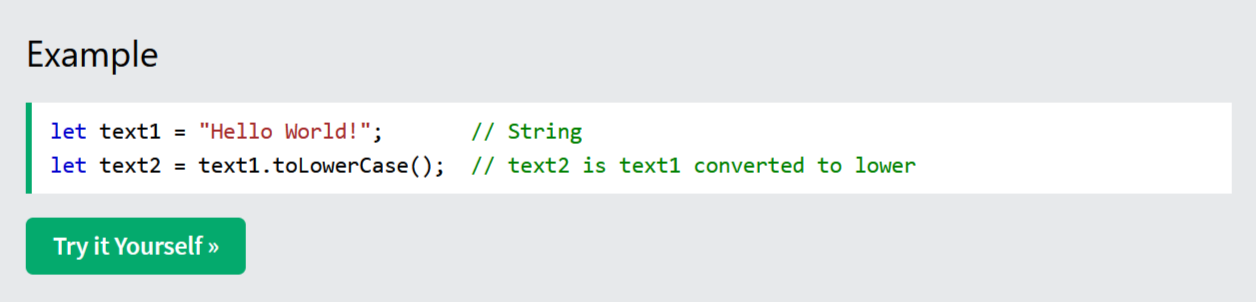 Example
let text1 = "Hello World!";       // String
let text2 = text1.toLowerCase();  // text2 is text1 converted to lower
Try it Yourself »